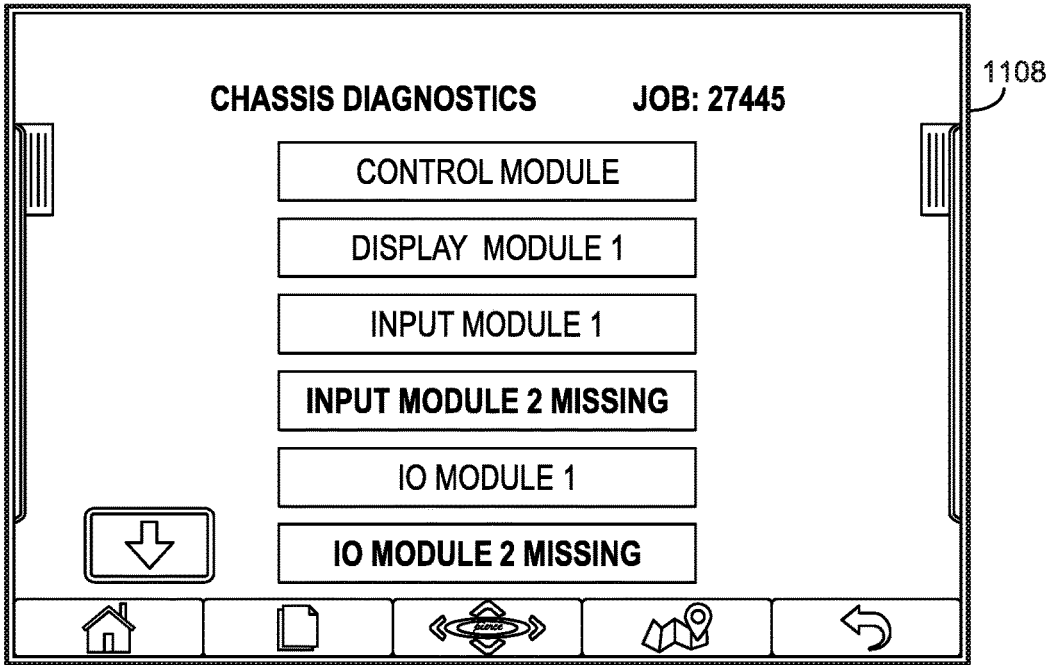 1108
CHASSIS DIAGNOSTICS JOB: 27445
CONTROL MODULE
DISPLAY MODULE 1
INPUT MODULE 1
INPUT MODULE 2 MISSING
IO MODULE 1
IO MODULE 2 MISSING
pierce